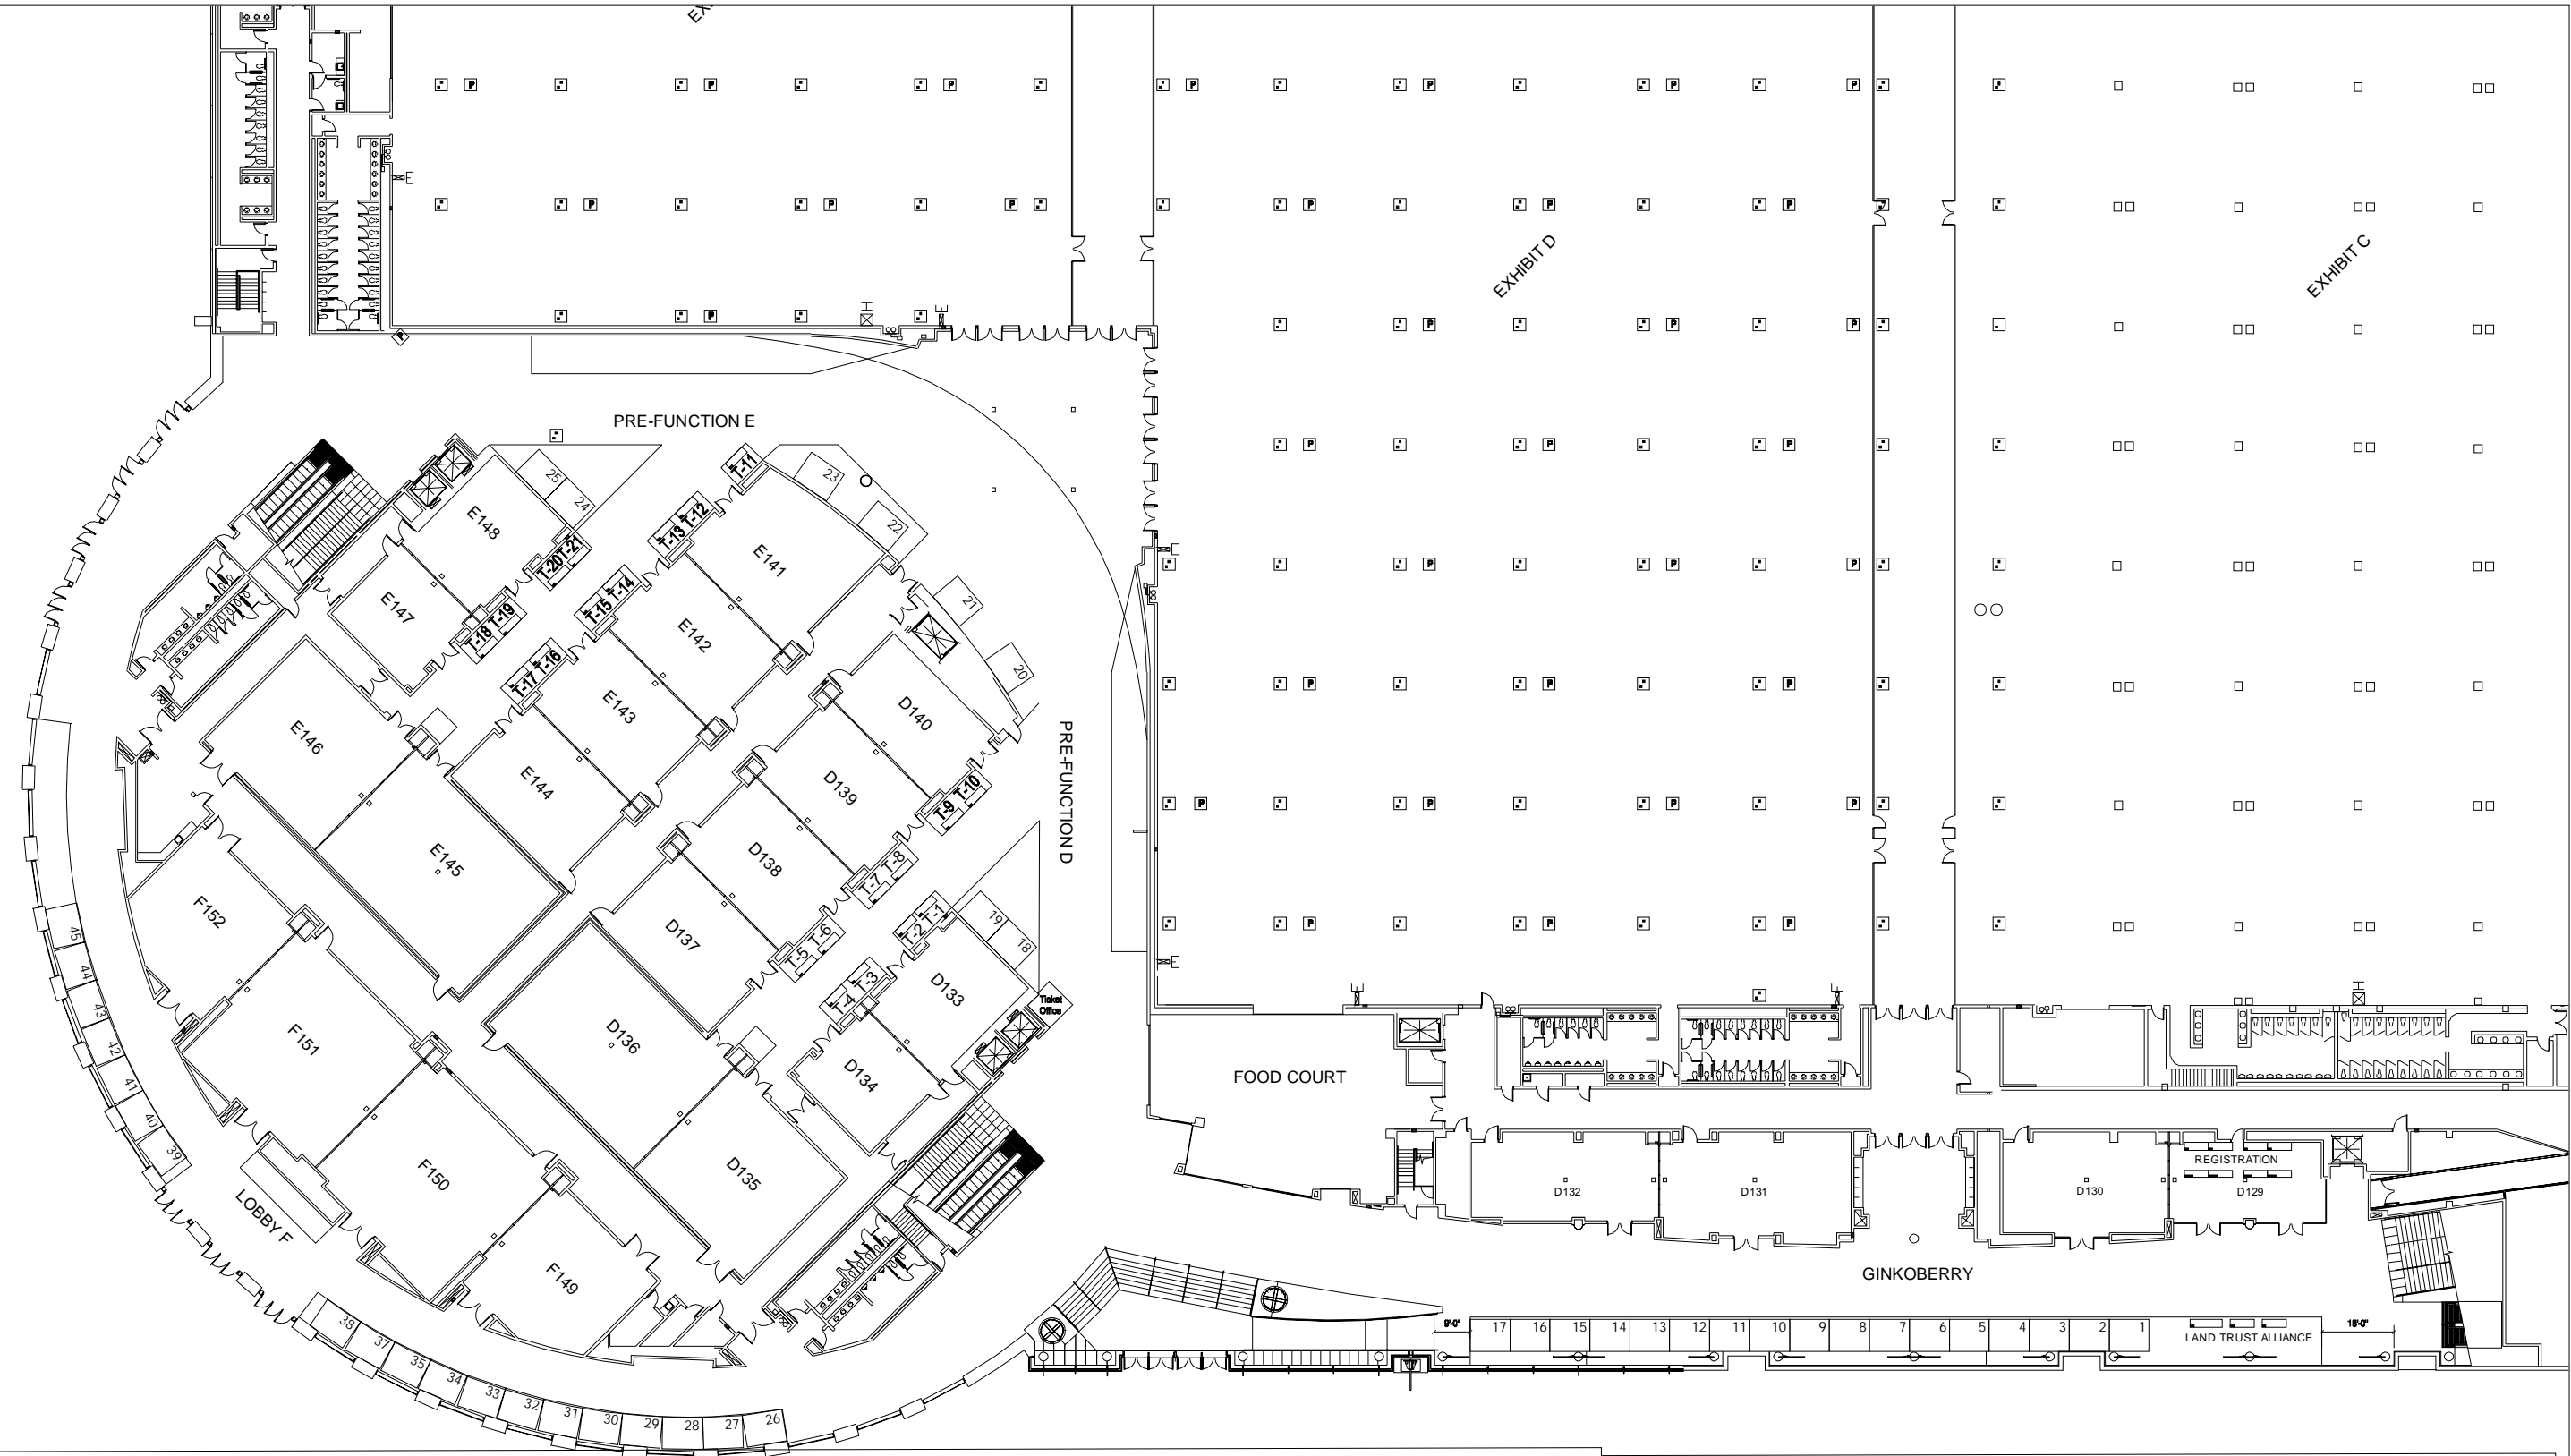 EX
P
P
P
P
P
P
P
E
P
P
P
P
P
P
P
EXHIBIT D
EXHIBIT C
P
H
E
P
P
P
P
P
PRE-FUNCTION E
P
P
P
T-11
23
25
24
E148
T-12
T-13
22
E141
E
P
P
P
T-20
T-21
T-14
T-15
21
E147
T-19
T-18
E142
T-16
T-17
20
P
P
P
E143
D140
E146
PRE-FUNCTION D
E144
D139
T-10
T-9
P
P
P
P
E145
D138
T-8
T-7
F152
T-1
T-2
19
18
P
P
P
45
D137
T-6
T-5
E
44
T-3
T-4
D133
Ticket
Office
E
E
H
43
F151
D136
42
41
D134
FOOD COURT
40
39
F150
D135
REGISTRATION
D132
D131
D130
D129
LOBBY F
F149
GINKOBERRY
38
37
35
34
33
32
31
30
29
28
27
26
9'-0"
17
16
15
14
13
12
11
10
9
8
7
6
5
4
3
2
1
LAND TRUST ALLIANCE
18'-0"